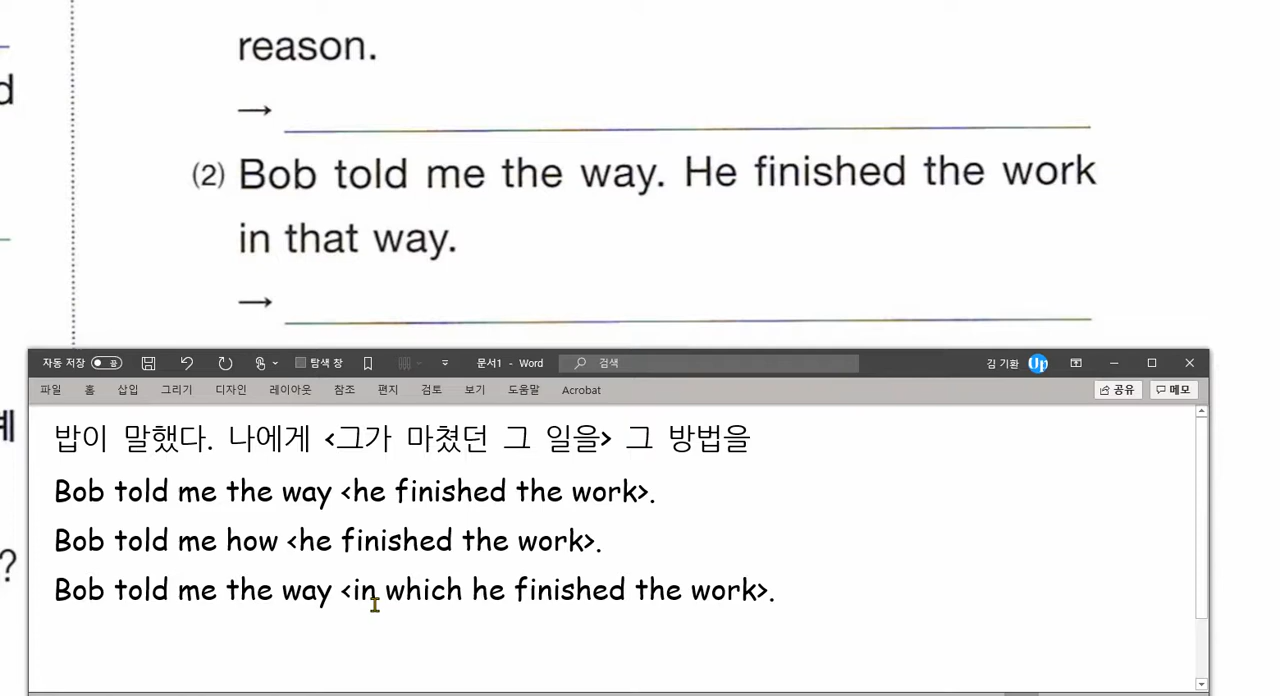 reason.
d
→
(2) Bob told me the way. He finished the work
in that way.
→
자동 저장 끔 탐색 창 문서1 - Word 검색 김 기환 Up
파일 홈 삽입 그리기 디자인 레이아웃 참조 편지 검토 보기 도움말 Acrobat 공유 메모
밥이 말했다. 나에게 <그가 마쳤던 그 일을> 그 방법을
Bob told me the way <he finished the work>.
Bob told me how <he finished the work>.
?
Bob told me the way <in which he finished the work>.